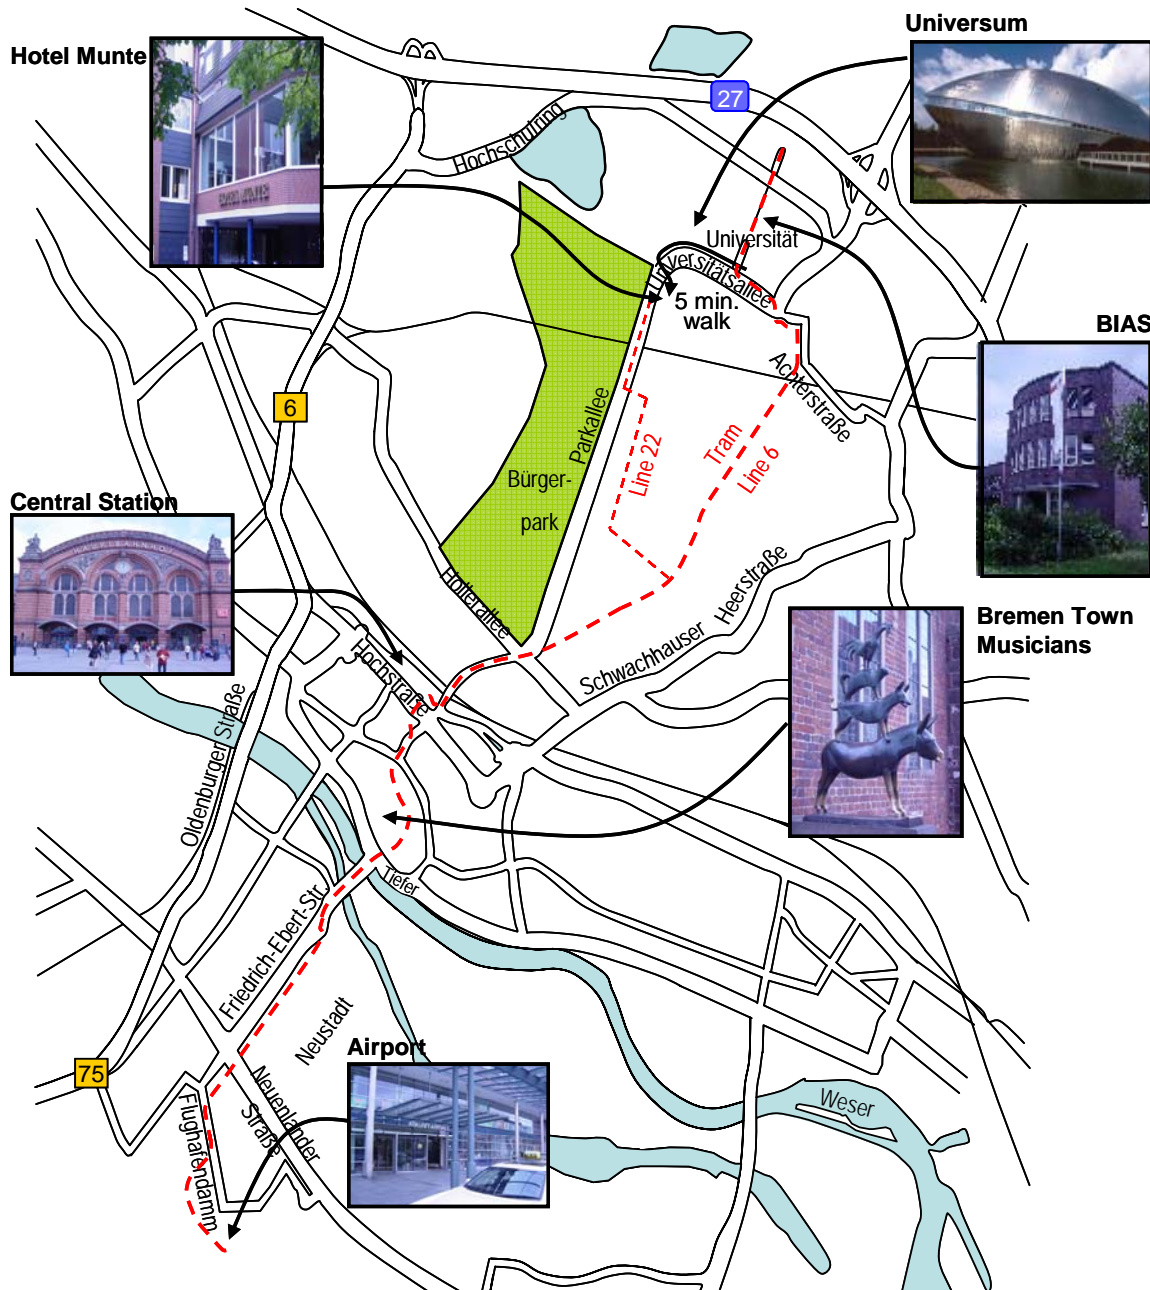 Universum
Hotel Munte
27
Hochschulring
HOTEL MUNTE
Universität
Universitätsallee
5 min.
walk
BIAS
Achterstraße
6
Parkallee
Tram
Line 6
Line 22
Bürger-
park
Central Station
Hollerallee
Heerstraße
Schwachhauser
Bremen Town
Musicians
Hochstraße
Oldenburger Straße
Tiefer
Friedrich-Ebert-Str.
Neustadt
Airport
75
Neuenlander
Straße
Flughafendamm
Weser